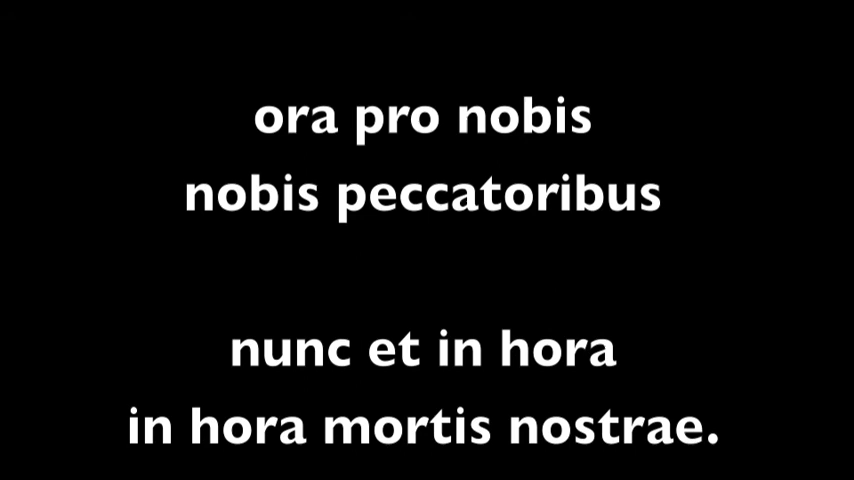 ora pro nobis
nobis peccatoribus
nunc et in hora
in hora mortis nostrae.